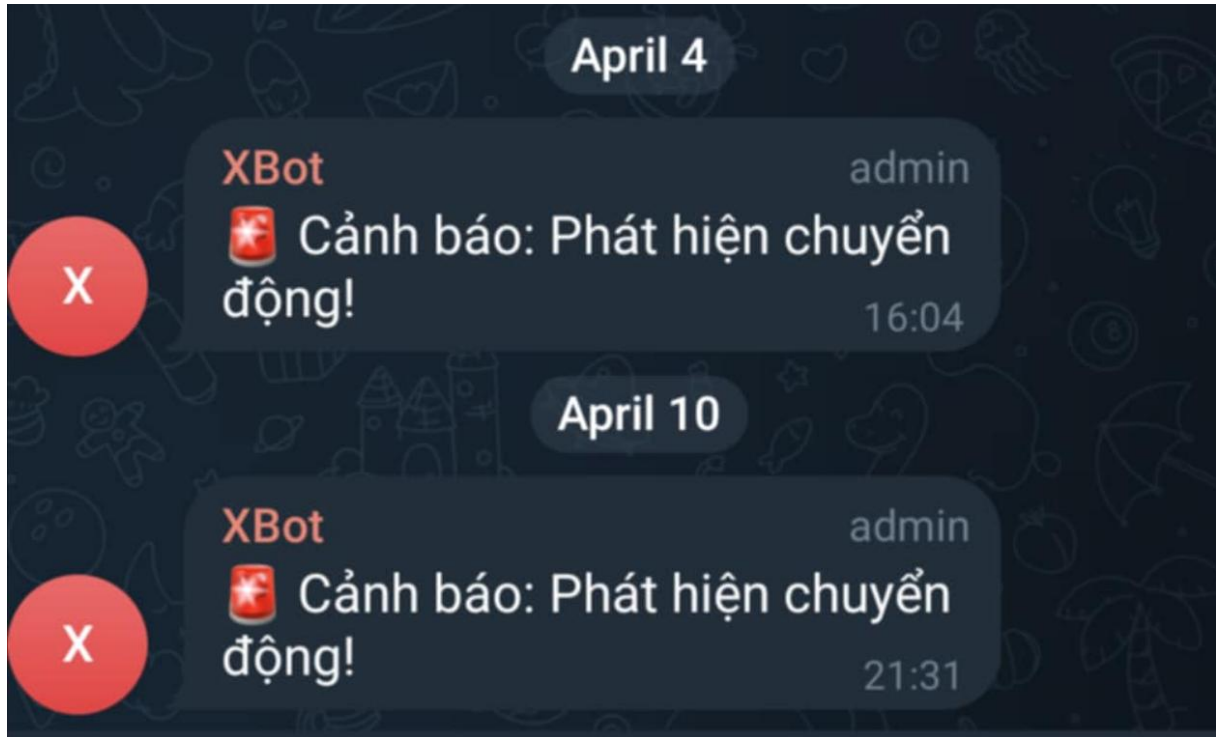 April 4
XBot admin
🚨 Cảnh báo: Phát hiện chuyển
động!
16:04
X
April 10
XBot admin
🚨 Cảnh báo: Phát hiện chuyển
động!
21:31
X